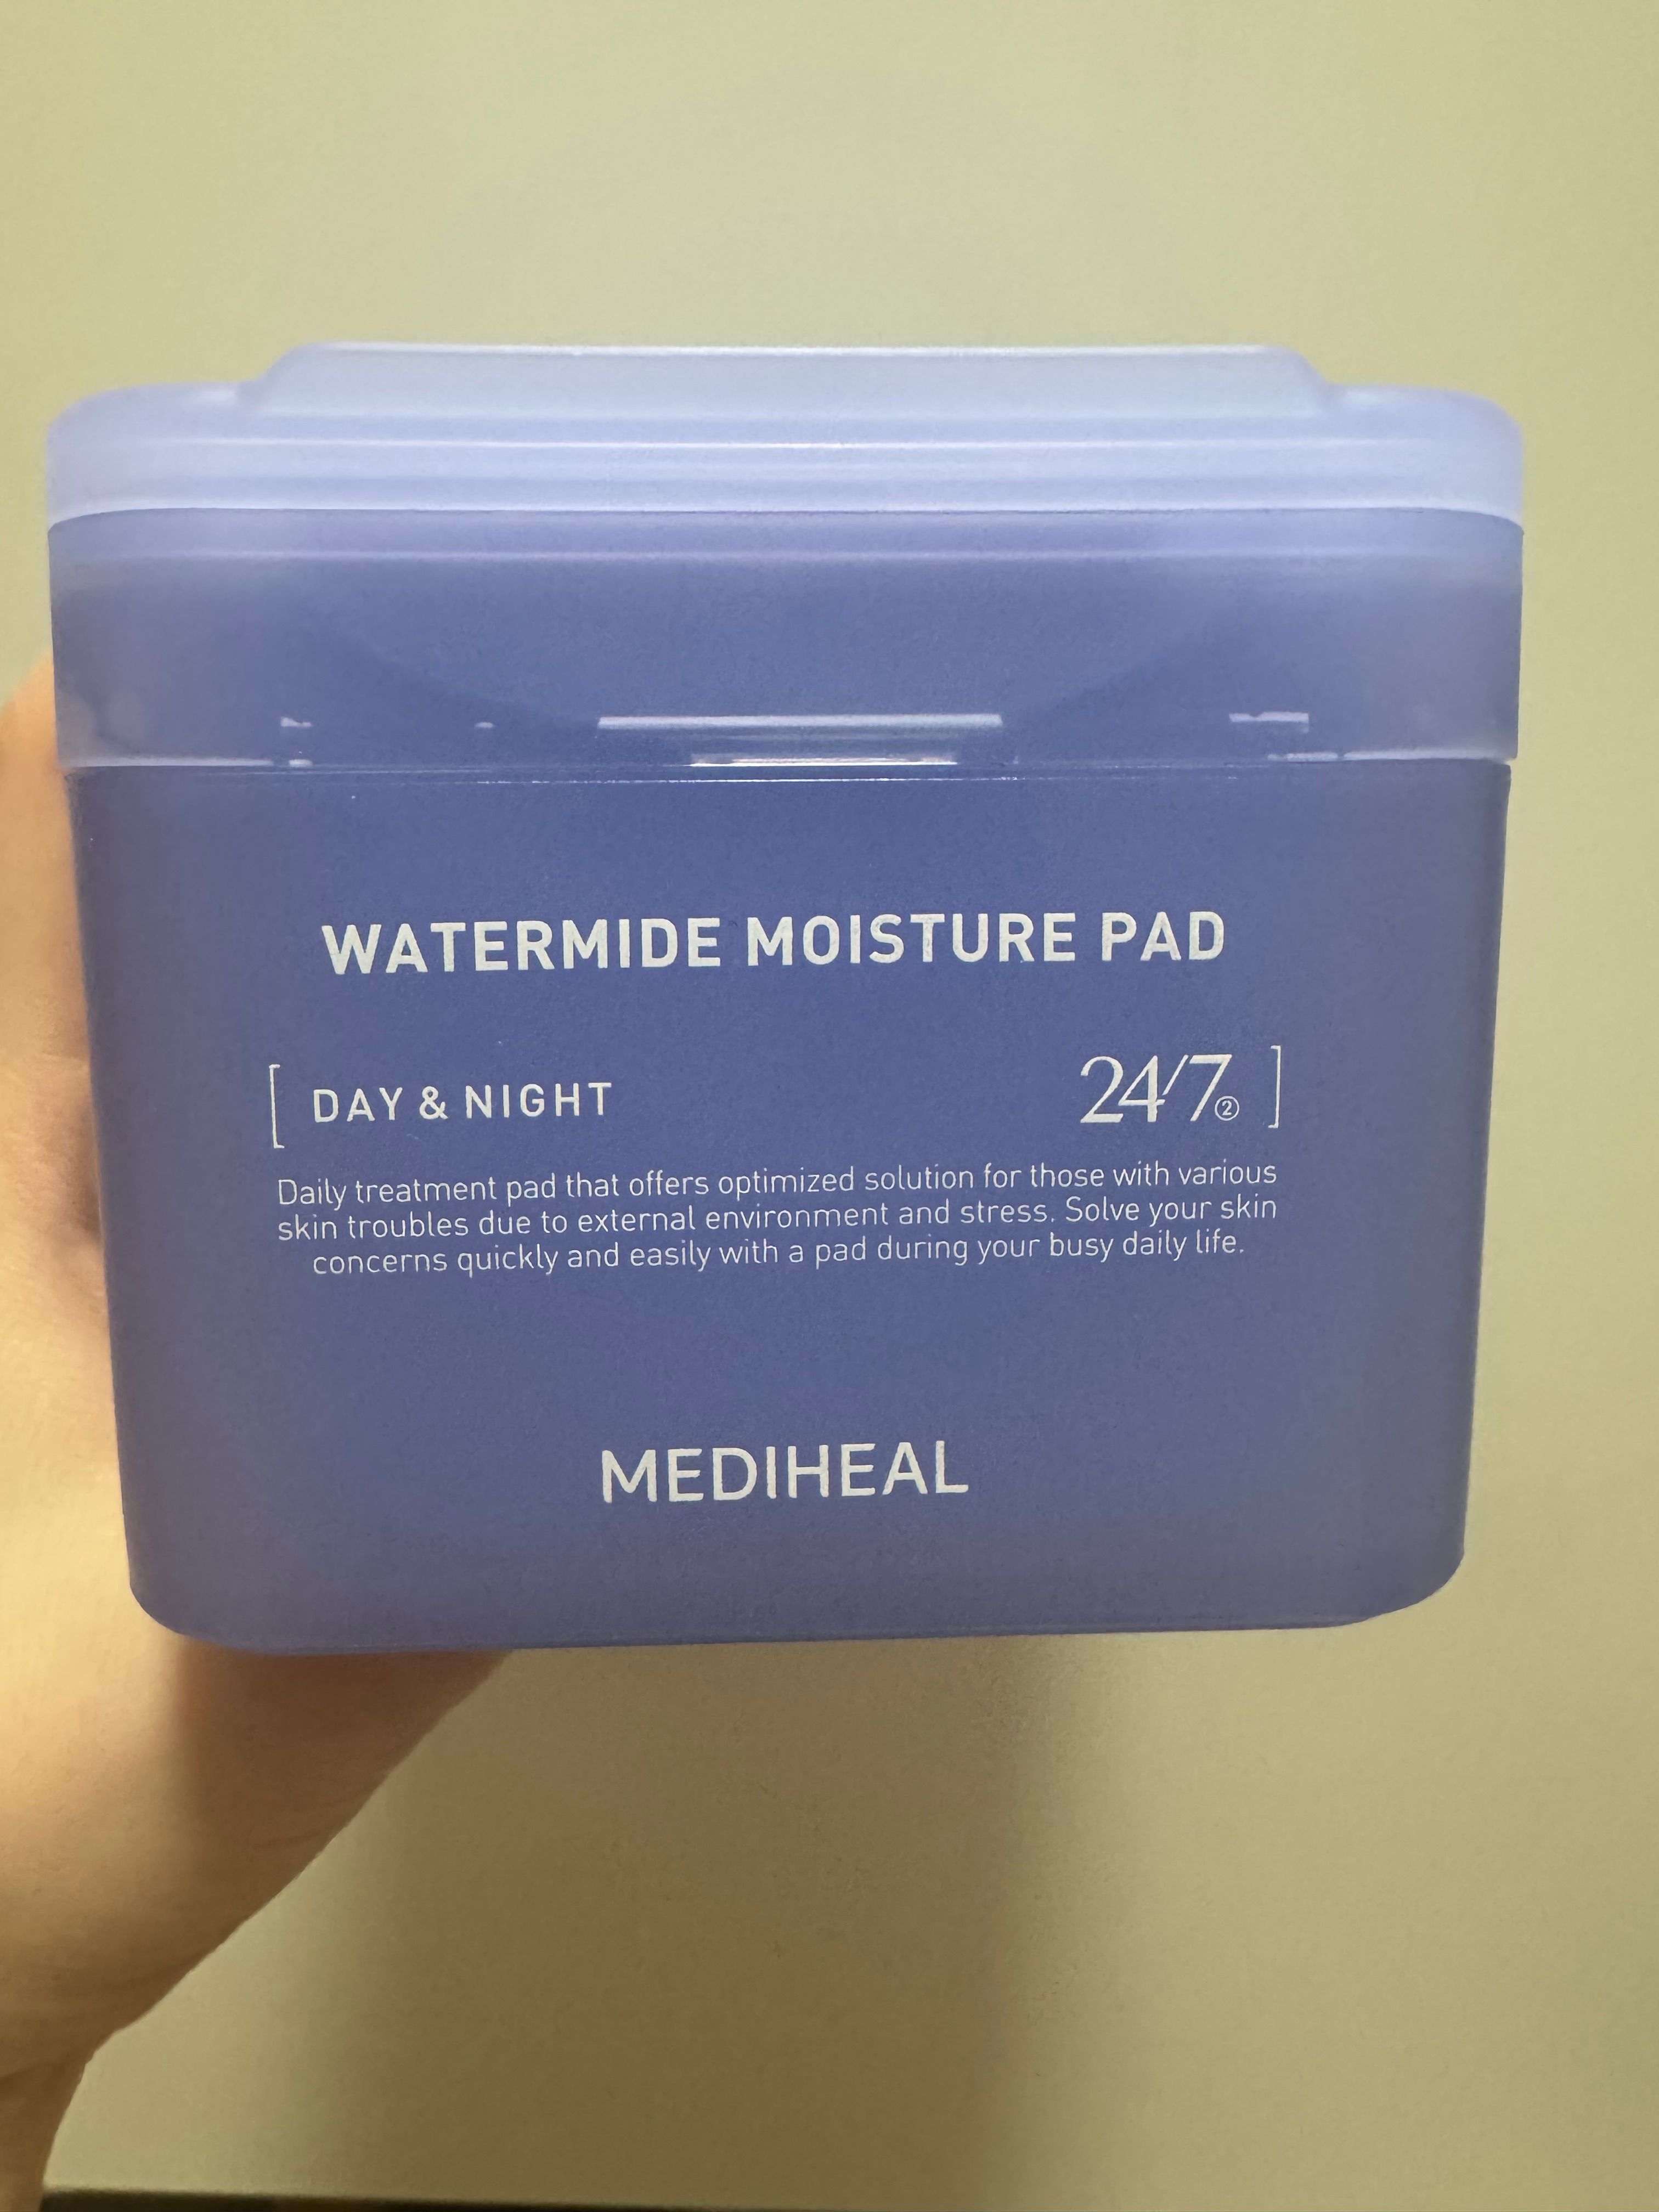 WATERMIDE MOISTURE PAD
[ DAY & NIGHT 24/7② ]
Daily treatment pad that offers optimized solution for those with various
skin troubles due to external environment and stress. Solve your skin
concerns quickly and easily with a pad during your busy daily life.
MEDIHEAL